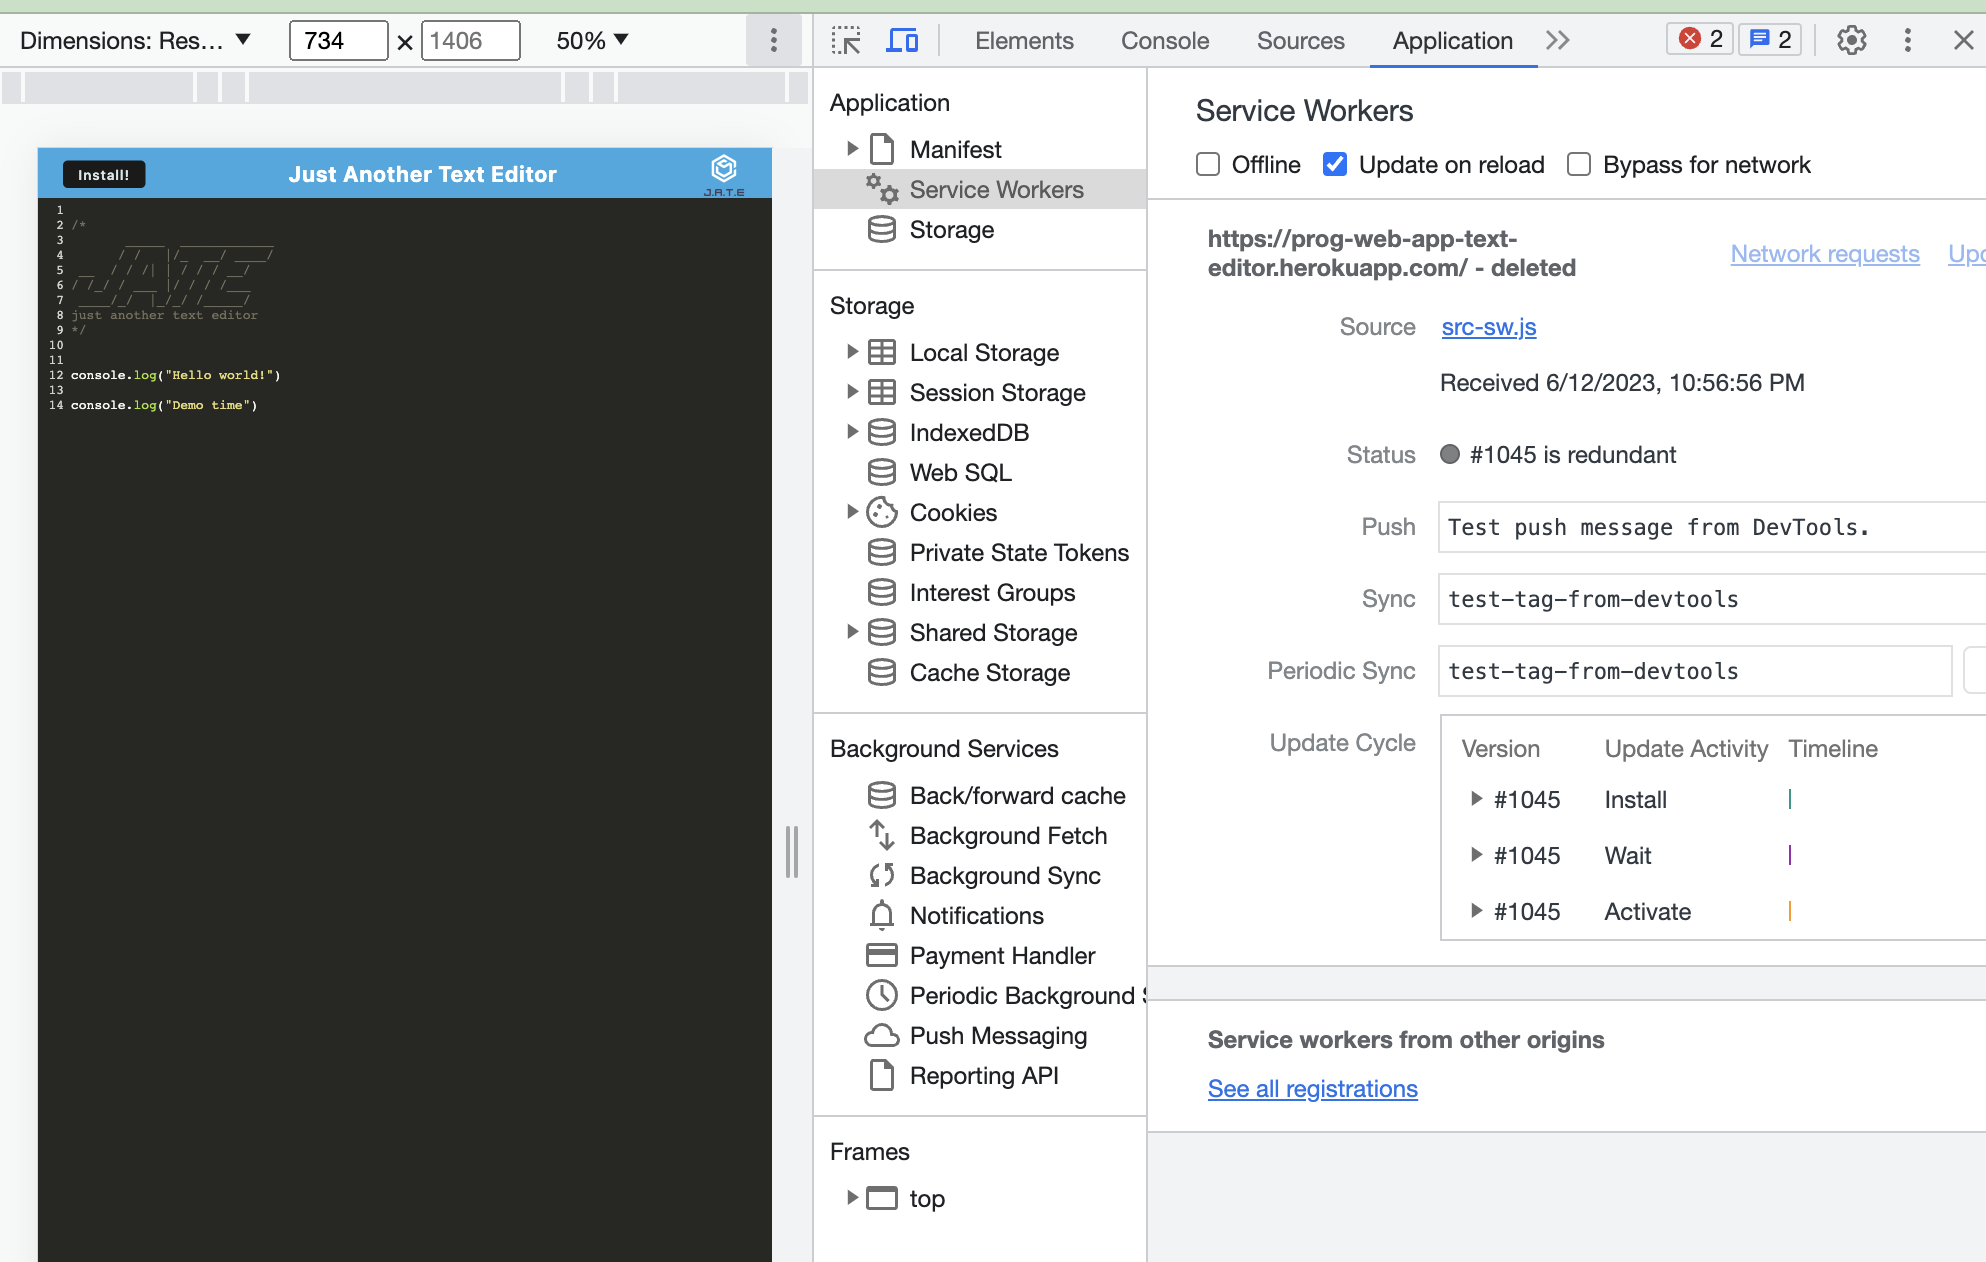 Dimensions: Res... ▼ 734 × 1406 50% ▼
Elements Console Sources Application 2 2
Install! Just Another Text Editor J.A.T.E
1
2 /*
3
4
5
6
7
8 just another text editor
9 */
10
11
12 console.log("Hello world!")
13
14 console.log("Demo time")
Application
Manifest
Service Workers
Storage
Storage
Local Storage
Session Storage
IndexedDB
Web SQL
Cookies
Private State Tokens
Interest Groups
Shared Storage
Cache Storage
Background Services
Back/forward cache
Background Fetch
Background Sync
Notifications
Payment Handler
Periodic Background S
Push Messaging
Reporting API
Frames
top
Service Workers
Offline Update on reload Bypass for network
https://prog-web-app-text-
editor.herokuapp.com/ - deleted
Network requests Upd
Source src-sw.js
Received 6/12/2023, 10:56:56 PM
Status #1045 is redundant
Push Test push message from DevTools.
Sync test-tag-from-devtools
Periodic Sync test-tag-from-devtools
Update Cycle
Version Update Activity Timeline
#1045 Install
#1045 Wait
#1045 Activate
Service workers from other origins
See all registrations